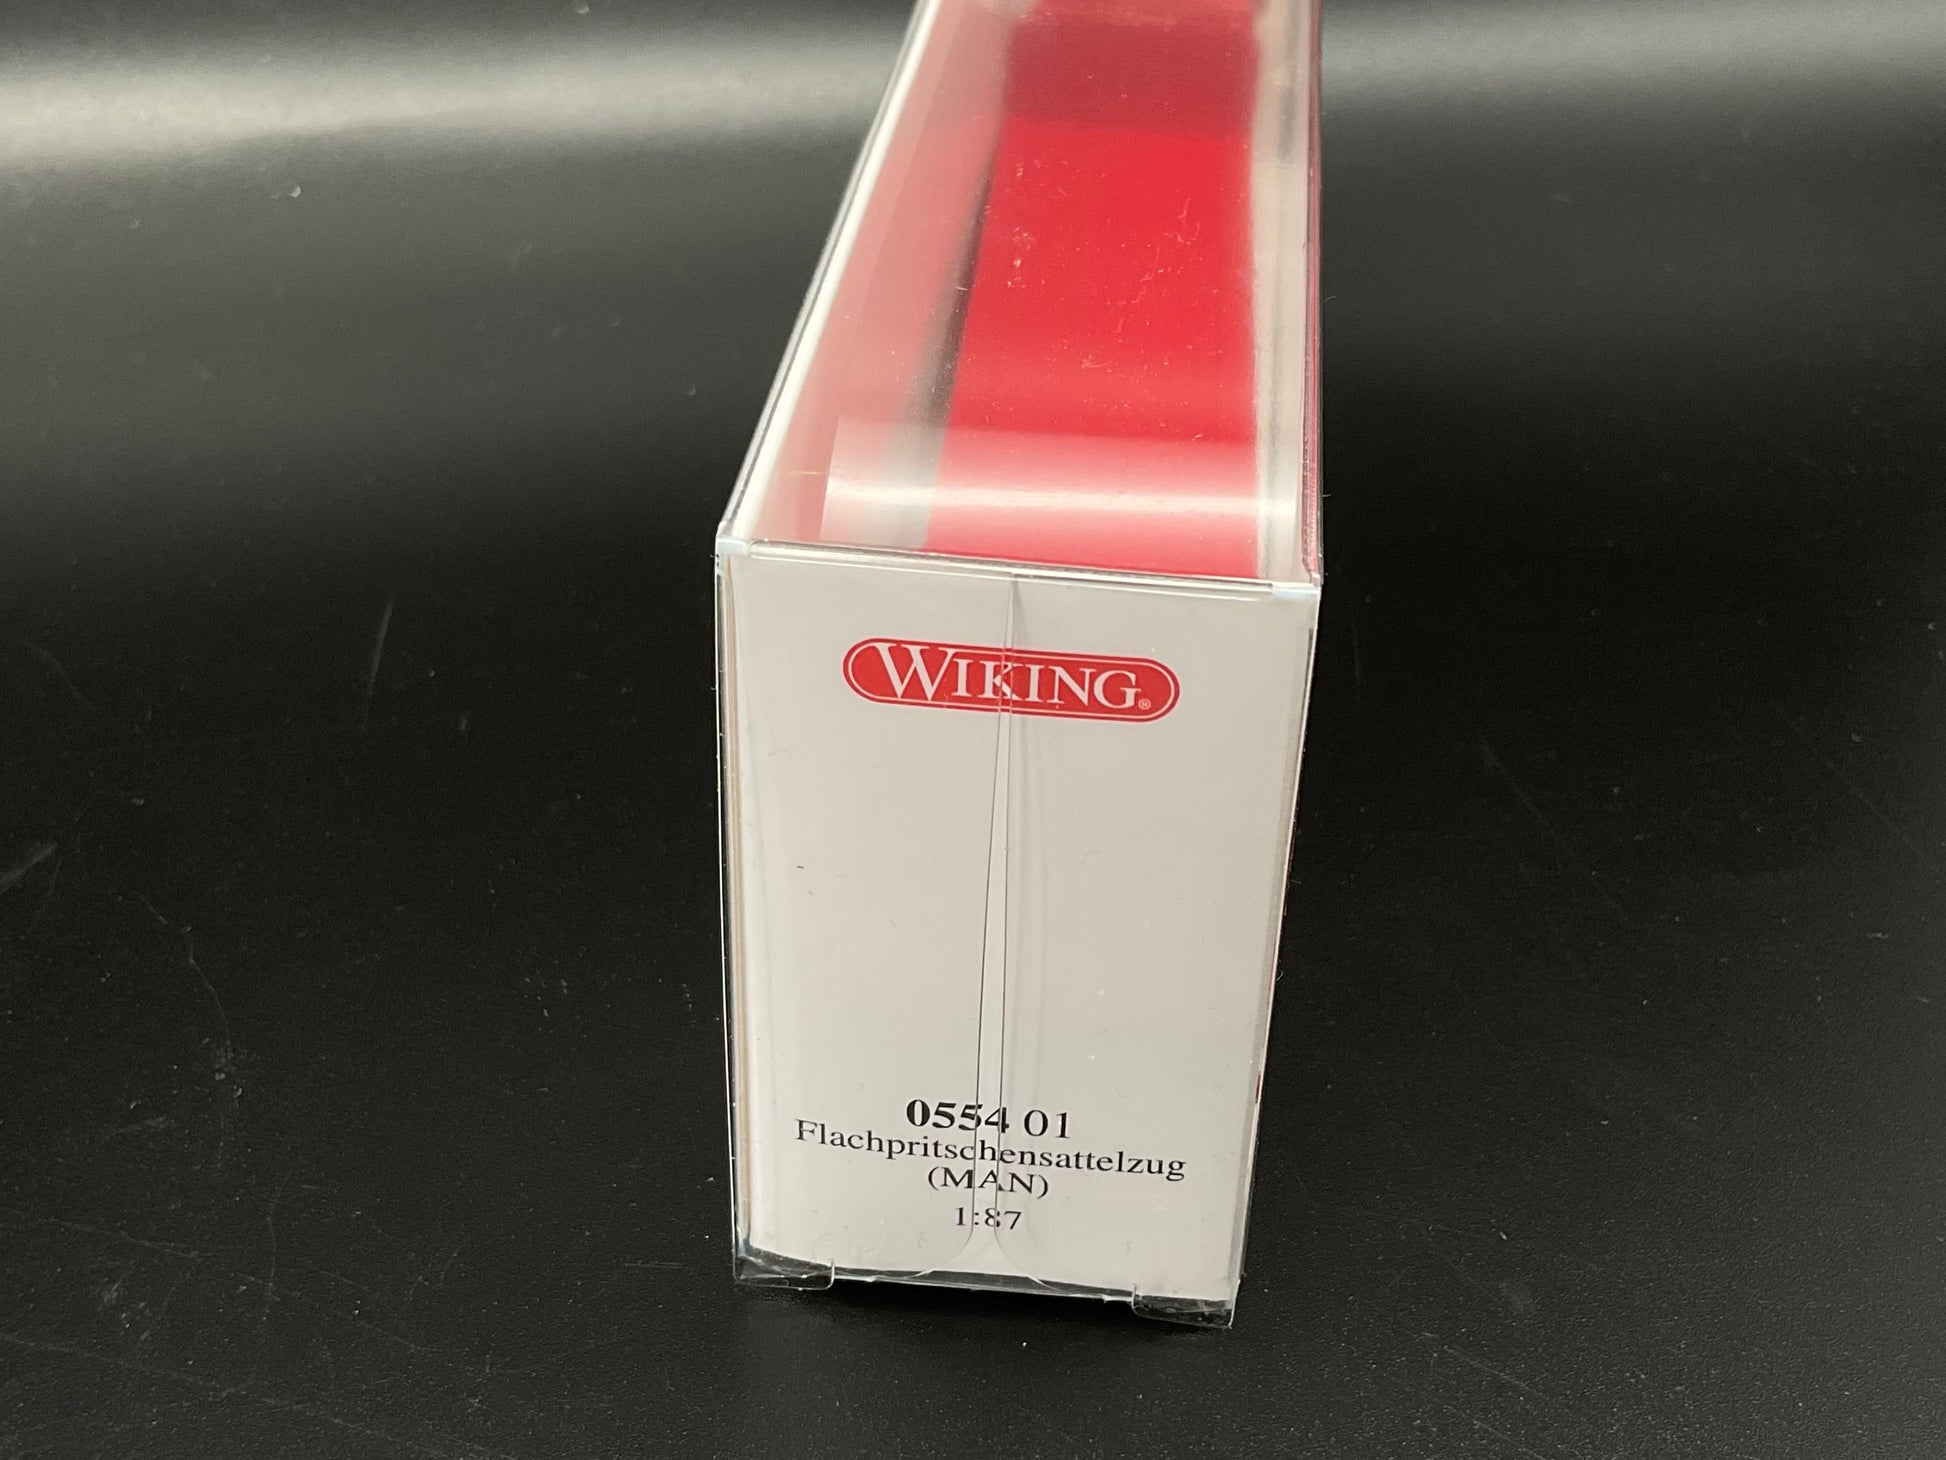 WIKING®
0554 01
Flachpritschensattelzug
(MAN)
1:87